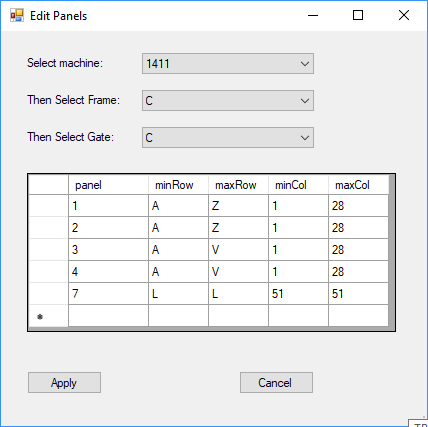 Edit Panels
Select machine: 1411
Then Select Frame: C
Then Select Gate: C
panel minRow maxRow minCol maxCol
1 A Z 1 28
2 A Z 1 28
3 A V 1 28
4 A V 1 28
7 L L 51 51
*
Apply Cancel